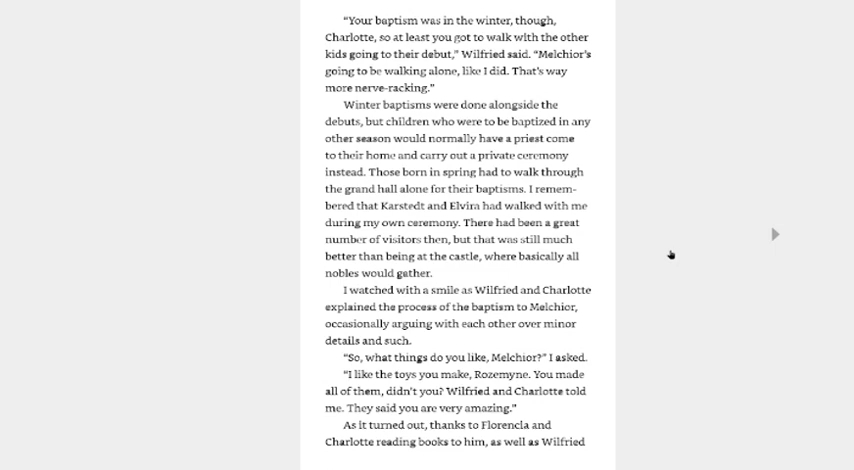 “Your baptism was in the winter, though,
Charlotte, so at least you got to walk with the other
kids going to their debut,” Wilfried said. “Melchior’s
going to be walking alone, like I did. That’s way
more nerve-racking.”
Winter baptisms were done alongside the
debuts, but children who were to be baptized in any
other season would normally have a priest come
to their home and carry out a private ceremony
instead. Those born in spring had to walk through
the grand hall alone for their baptisms. I remem-
bered that Karstedt and Elvira had walked with me
during my own ceremony. There had been a great
number of visitors then, but that was still much
better than being at the castle, where basically all
nobles would gather.
I watched with a smile as Wilfried and Charlotte
explained the process of the baptism to Melchior,
occasionally arguing with each other over minor
details and such.
“So, what things do you like, Melchior?” I asked.
“I like the toys you make, Rozemyne. You made
all of them, didn’t you? Wilfried and Charlotte told
me. They said you are very amazing.”
As it turned out, thanks to Florencia and
Charlotte reading books to him, as well as Wilfried